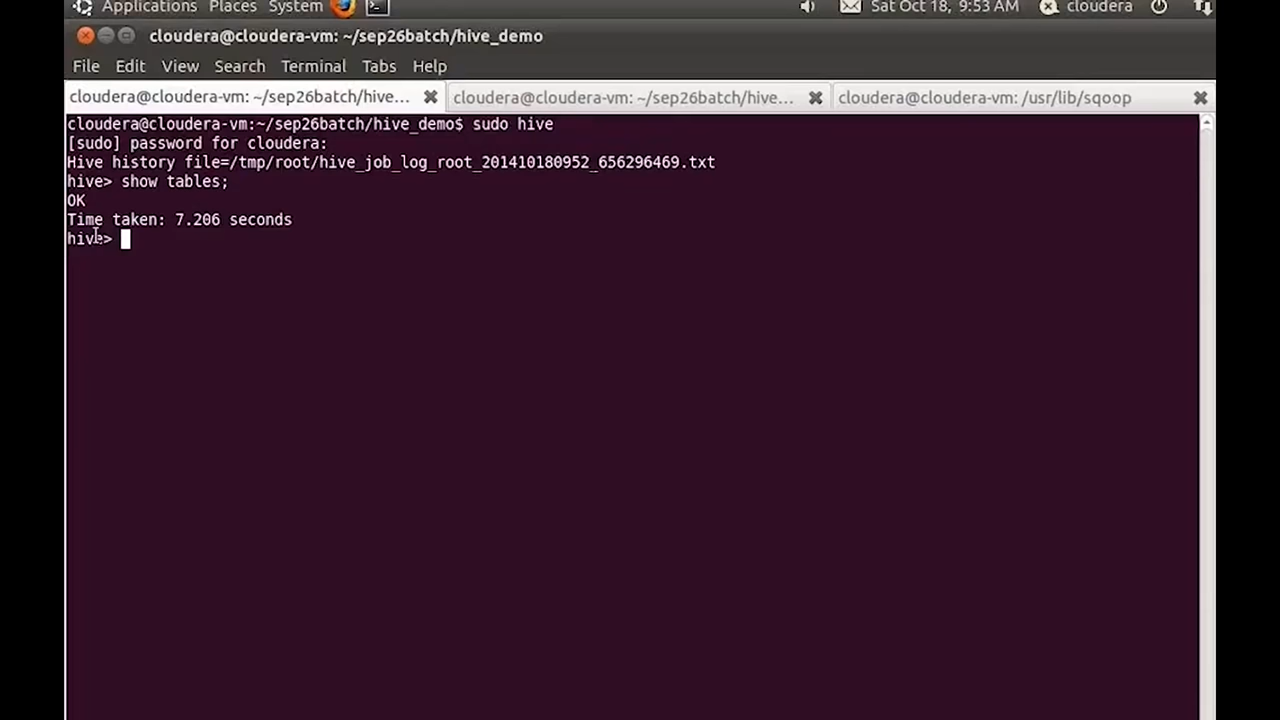 Applications Places System Sat Oct 18, 9:53 AM cloudera
cloudera@cloudera-vm: ~/sep26batch/hive_demo
File Edit View Search Terminal Tabs Help
cloudera@cloudera-vm: ~/sep26batch/hive... cloudera@cloudera-vm: ~/sep26batch/hive... cloudera@cloudera-vm: /usr/lib/sqoop
cloudera@cloudera-vm:~/sep26batch/hive_demo$ sudo hive
[sudo] password for cloudera:
Hive history file=/tmp/root/hive_job_log_root_201410180952_656296469.txt
hive> show tables;
OK
Time taken: 7.206 seconds
hive>